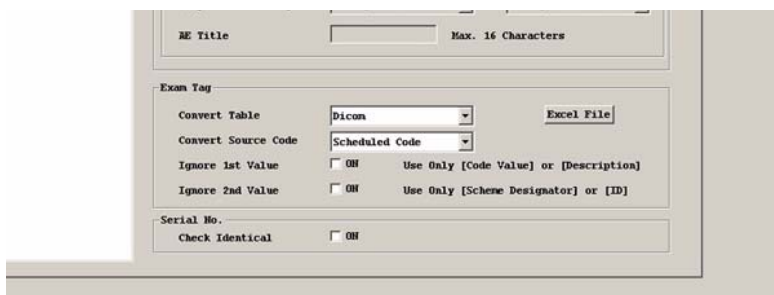 AE Title Max. 16 Characters
Exam Tag
Convert Table Dicom Excel File
Convert Source Code Scheduled Code
Ignore 1st Value ON Use Only [Code Value] or [Description]
Ignore 2nd Value ON Use Only [Scheme Designator] or [ID]
Serial No.
Check Identical ON